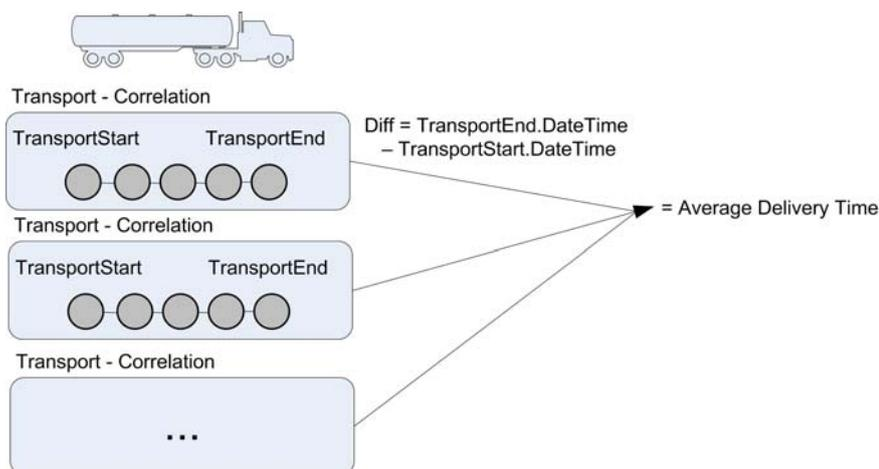 Transport - Correlation
TransportStart TransportEnd
Diff = TransportEnd.DateTime
– TransportStart.DateTime
= Average Delivery Time
Transport - Correlation
TransportStart TransportEnd
Transport - Correlation
...